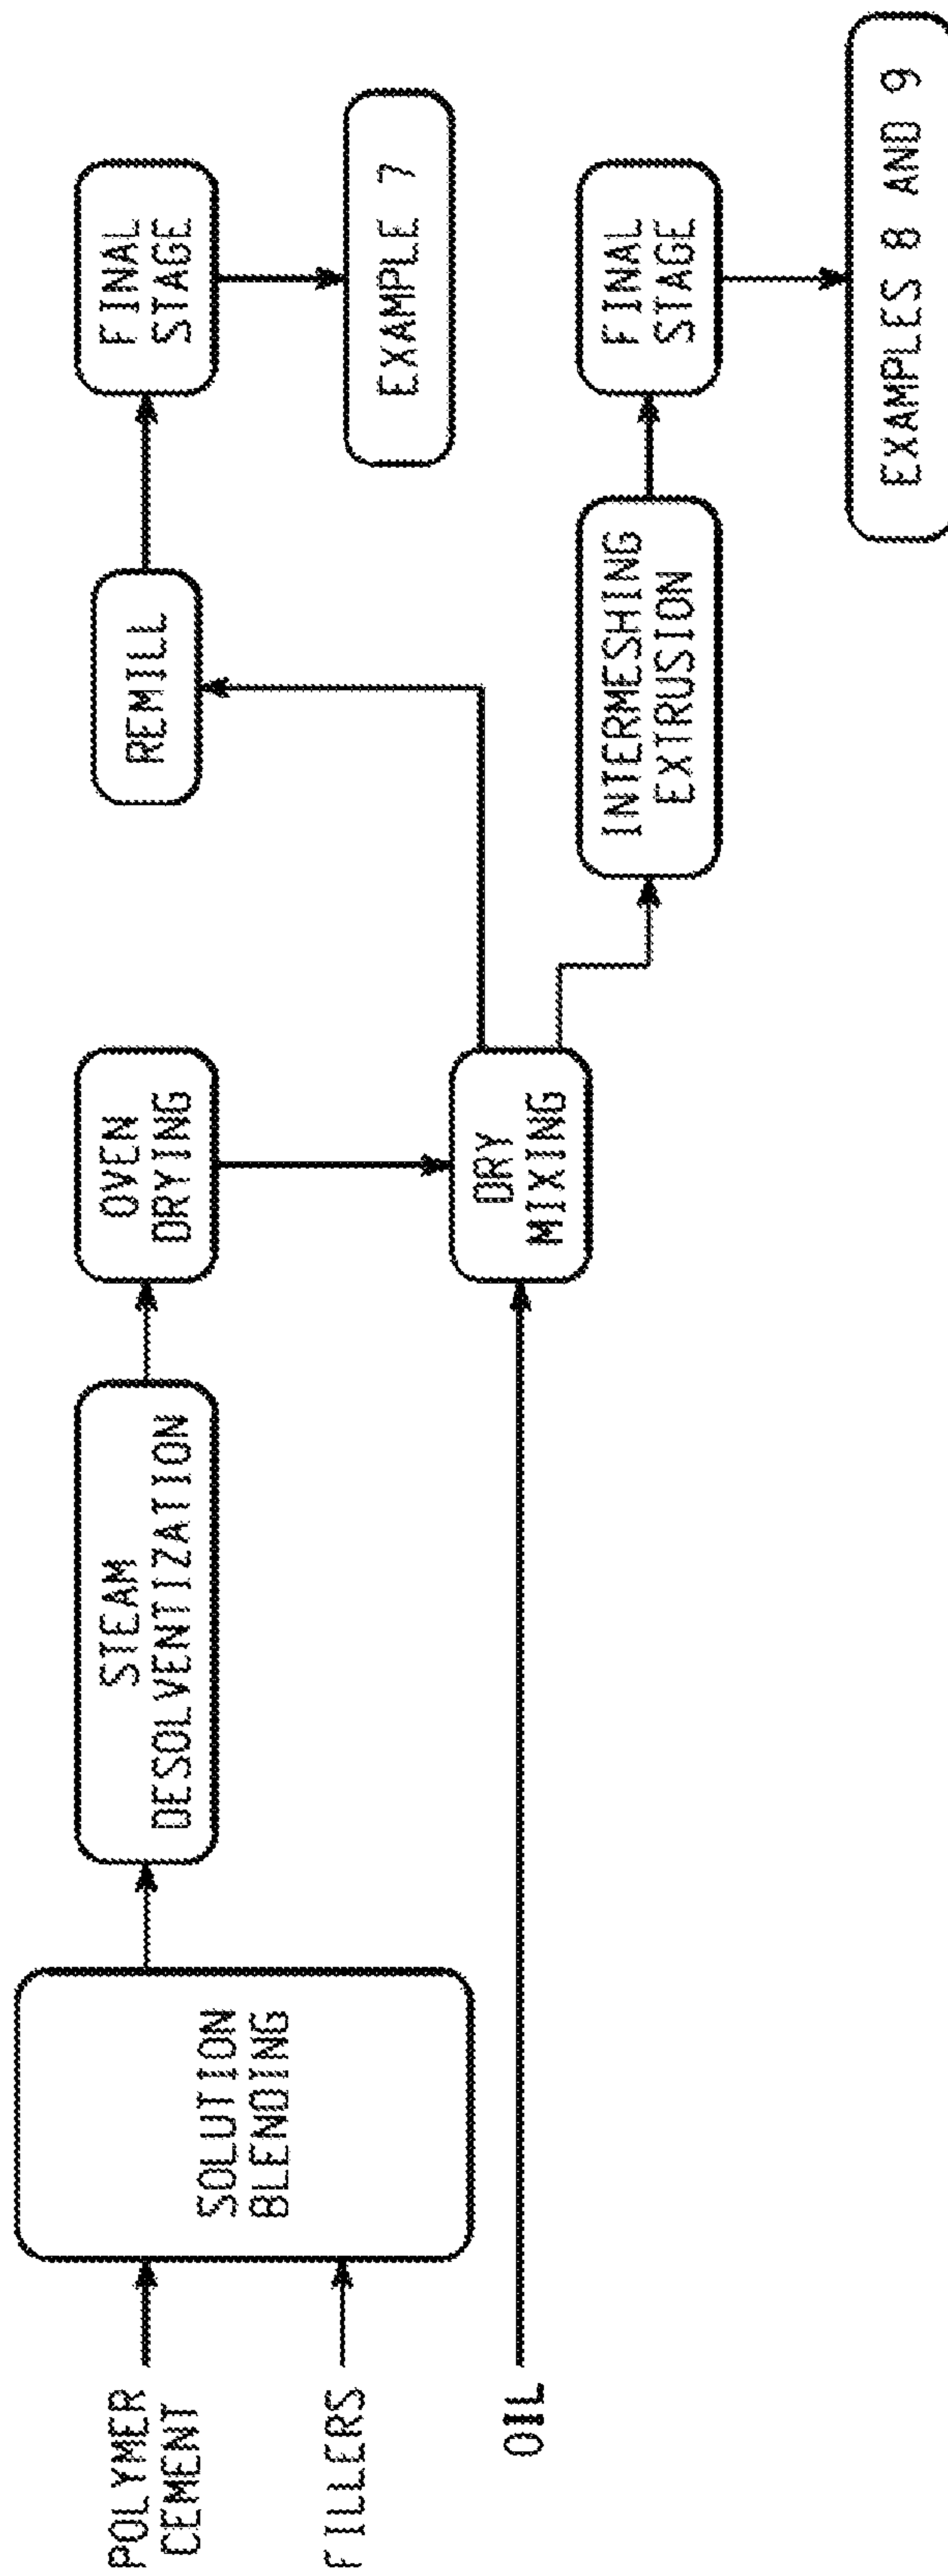 POLYMER
CEMENT
FILLERS
OIL
SOLUTION
BLENDING
STEAM
DESOLVENTIZATION
OVEN
DRYING
DRY
MIXING
REMILL
FINAL
STAGE
EXAMPLE 7
INTERMESHING
EXTRUSION
FINAL
STAGE
EXAMPLES 8 AND 9